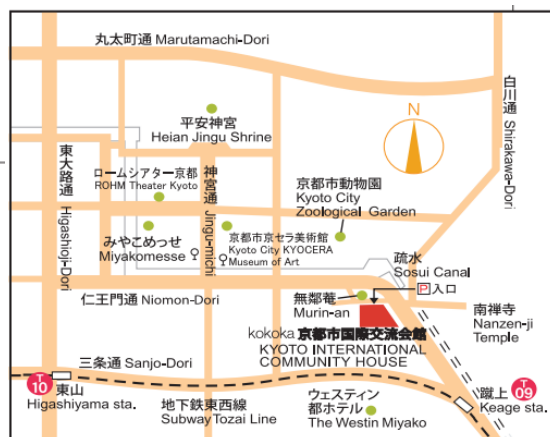 丸太町通 Marutamachi-Dori
白川通 Shirakawa-Dori
N
平安神宮
Heian Jingu Shrine
東大路通 Higashioji-Dori
ロームシアター京都
ROHM Theater Kyoto
神宮通 Jingu-michi
京都市動物園
Kyoto City
Zoological Garden
みやこめっせ
Miyakomesse
京都市京セラ美術館
Kyoto City KYOCERA
Museum of Art
疏水
Sosui Canal
P入口
仁王門通 Niomon-Dori
無鄰菴
Murin-an
南禅寺
Nanzen-ji
Temple
kokoka 京都市国際交流会館
KYOTO INTERNATIONAL
COMMUNITY HOUSE
三条通 Sanjo-Dori
T
10
東山
Higashiyama sta.
地下鉄東西線
Subway Tozai Line
ウェスティン
都ホテル
The Westin Miyako
蹴上
Keage sta.
T
09